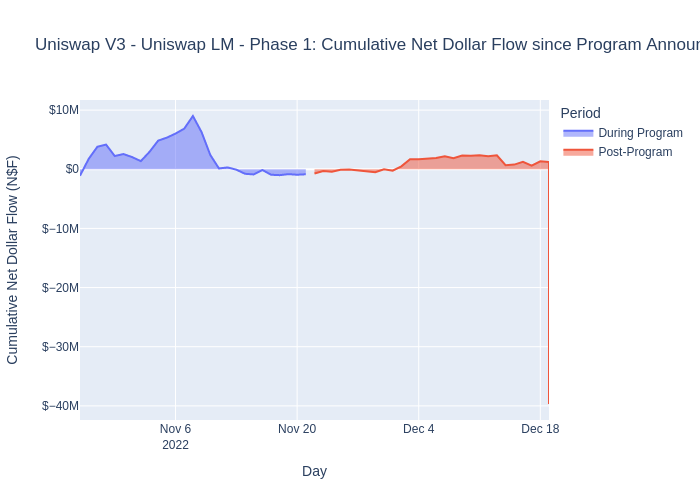 Uniswap V3 - Uniswap LM - Phase 1: Cumulative Net Dollar Flow since Program
Period
During Program
Post-Program
Cumulative Net Dollar Flow (N$F)
$10M
$0
$−10M
$−20M
$−30M
$−40M
Nov 6
2022
Nov 20
Dec 4
Dec 18
Day